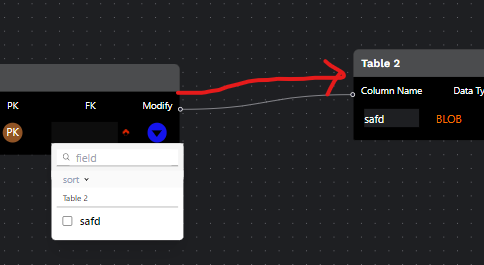 Table 2
Column Name Data Ty
safd BLOB
PK FK Modify
PK
field
sort
Table 2
safd